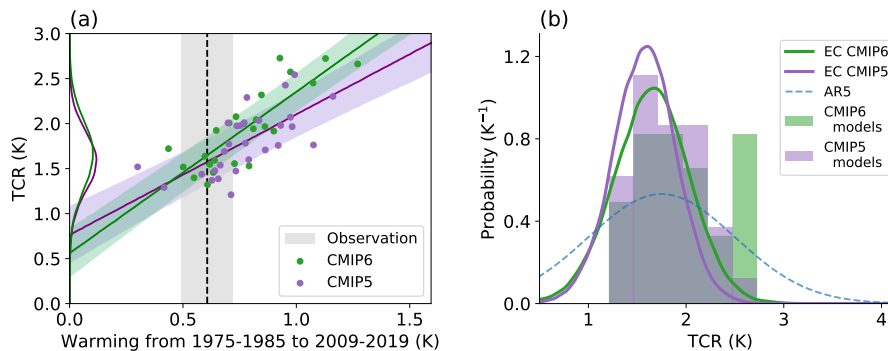 (a)
3.0
2.5
2.0
1.5
1.0
0.5
0.0
TCR (K)
Observation
CMIP6
CMIP5
0.0 0.5 1.0 1.5
Warming from 1975-1985 to 2009-2019 (K)
(b)
1.2
0.8
0.4
0.0
Probability (K⁻¹)
EC CMIP6
EC CMIP5
AR5
CMIP6
models
CMIP5
models
1 2 3 4
TCR (K)